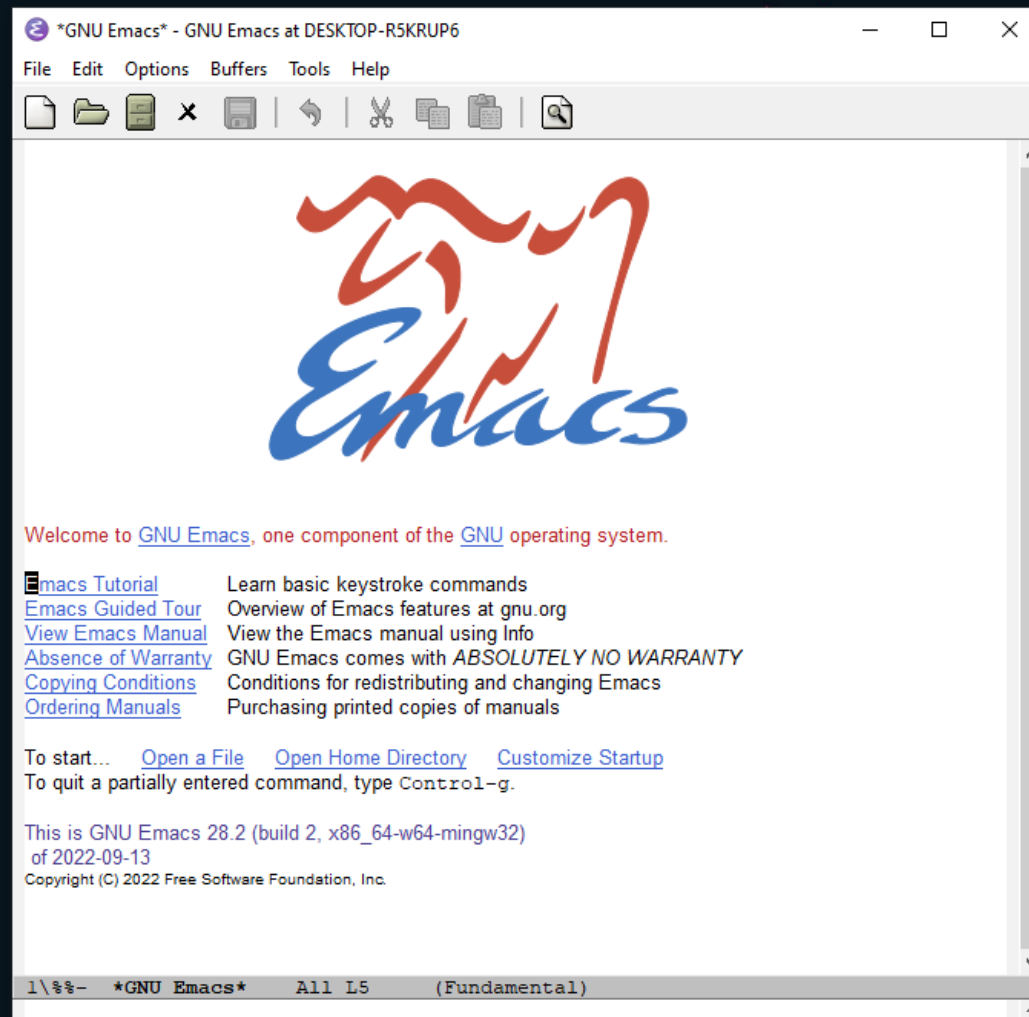 *GNU Emacs* - GNU Emacs at DESKTOP-R5KRUP6
File Edit Options Buffers Tools Help
Emacs
Welcome to GNU Emacs, one component of the GNU operating system.
Emacs Tutorial Learn basic keystroke commands
Emacs Guided Tour Overview of Emacs features at gnu.org
View Emacs Manual View the Emacs manual using Info
Absence of Warranty GNU Emacs comes with ABSOLUTELY NO WARRANTY
Copying Conditions Conditions for redistributing and changing Emacs
Ordering Manuals Purchasing printed copies of manuals
To start... Open a File Open Home Directory Customize Startup
To quit a partially entered command, type Control-g.
This is GNU Emacs 28.2 (build 2, x86_64-w64-mingw32)
of 2022-09-13
Copyright (C) 2022 Free Software Foundation, Inc.
1\%%- *GNU Emacs* All L5 (Fundamental)